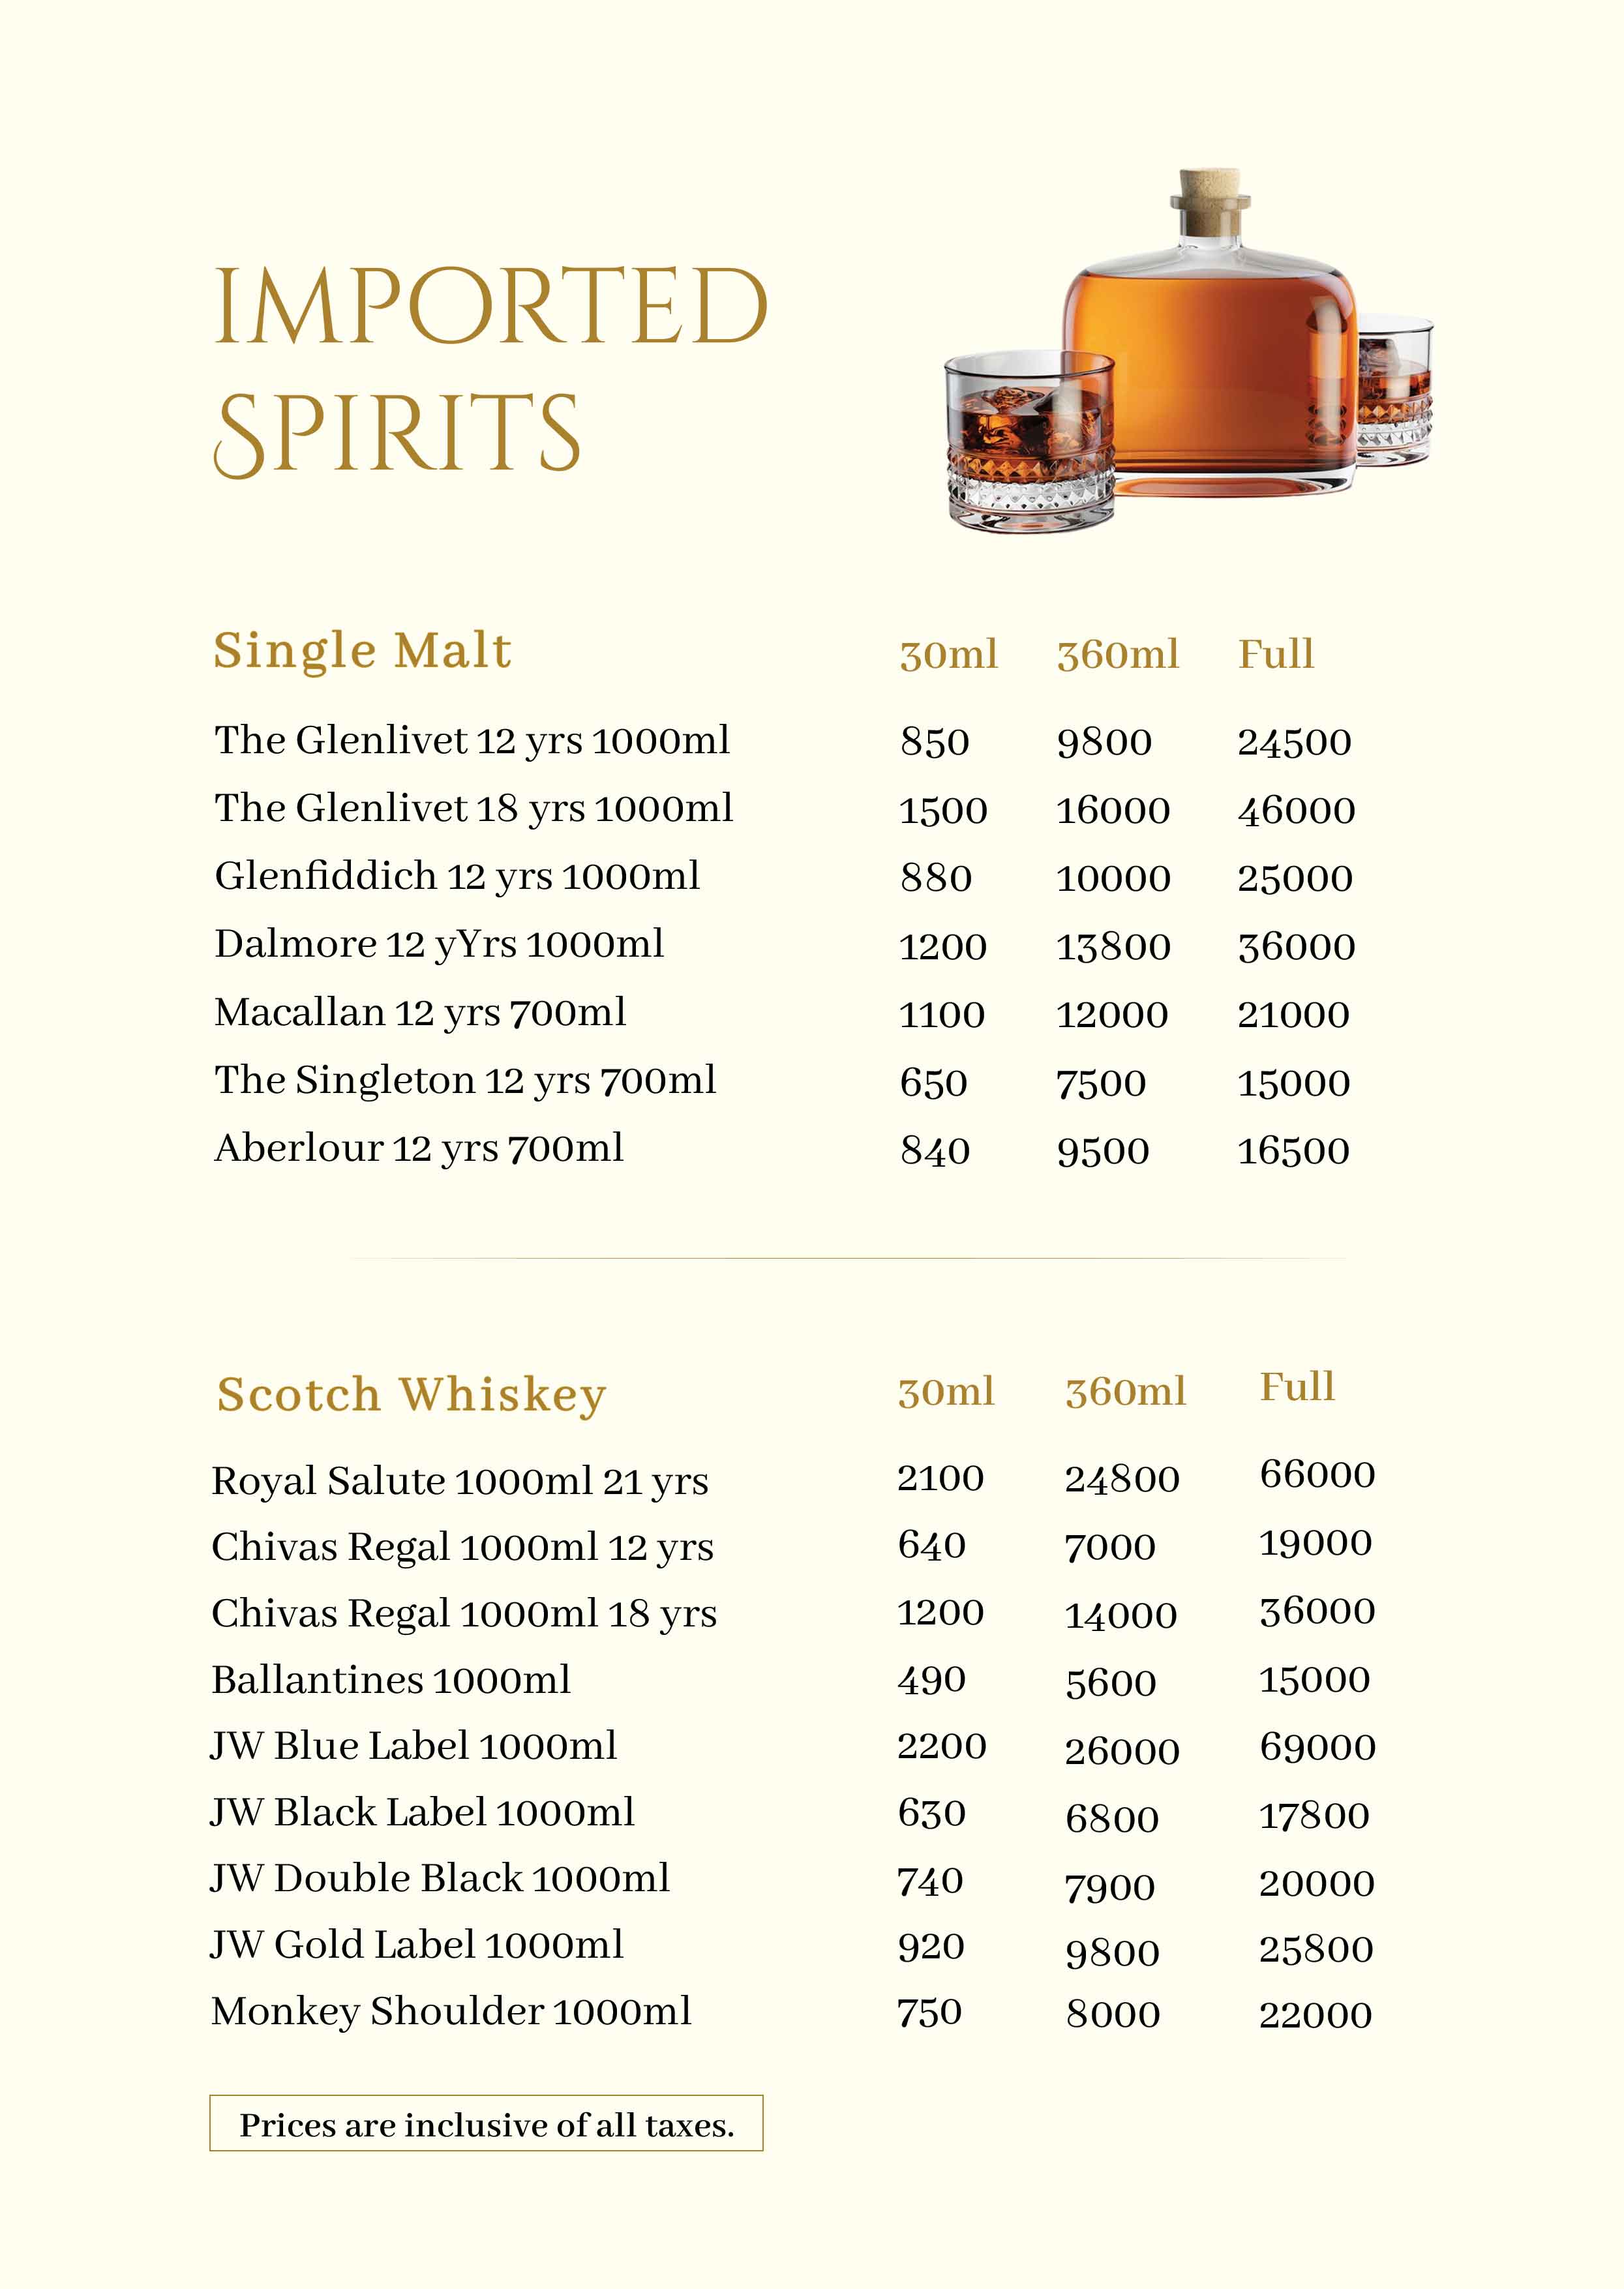 IMPORTED
SPIRITS
Single Malt 30ml 360ml Full
The Glenlivet 12 yrs 1000ml 850 9800 24500
The Glenlivet 18 yrs 1000ml 1500 16000 46000
Glenfiddich 12 yrs 1000ml 880 10000 25000
Dalmore 12 yYrs 1000ml 1200 13800 36000
Macallan 12 yrs 700ml 1100 12000 21000
The Singleton 12 yrs 700ml 650 7500 15000
Aberlour 12 yrs 700ml 840 9500 16500
Scotch Whiskey 30ml 360ml Full
Royal Salute 1000ml 21 yrs 2100 24800 66000
Chivas Regal 1000ml 12 yrs 640 7000 19000
Chivas Regal 1000ml 18 yrs 1200 14000 36000
Ballantines 1000ml 490 5600 15000
JW Blue Label 1000ml 2200 26000 69000
JW Black Label 1000ml 630 6800 17800
JW Double Black 1000ml 740 7900 20000
JW Gold Label 1000ml 920 9800 25800
Monkey Shoulder 1000ml 750 8000 22000
Prices are inclusive of all taxes.